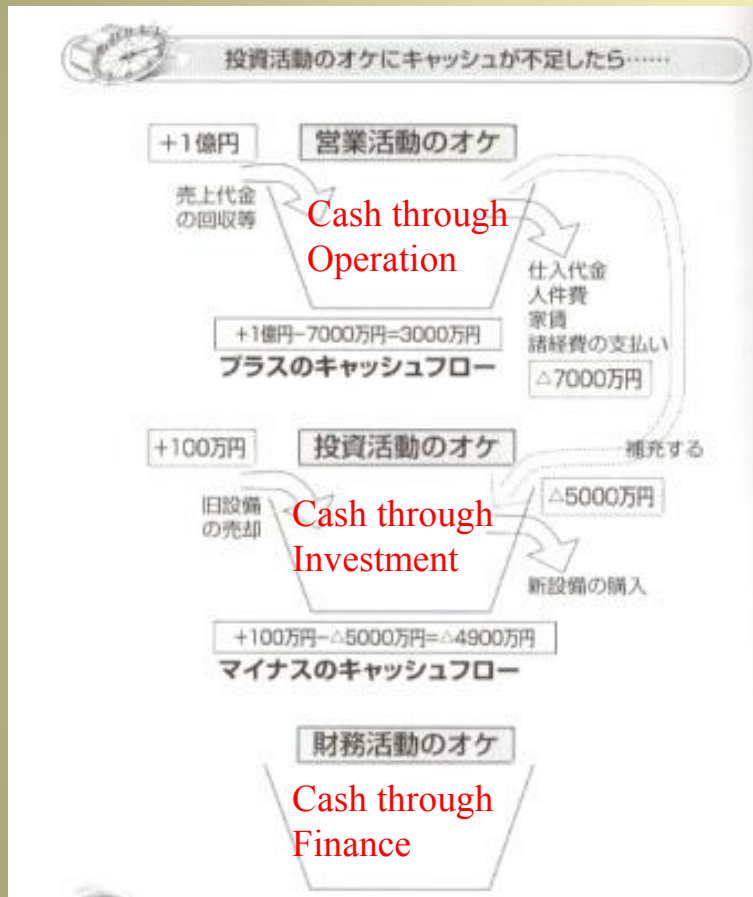 投資活動のオケにキャッシュが不足したら……
+1億円
営業活動のオケ
売上代金
の回収等
Cash through
Operation
仕入代金
人件費
家賃
諸経費の支払い
△7000万円
+1億円−7000万円=3000万円
プラスのキャッシュフロー
+100万円
投資活動のオケ
補充する
△5000万円
旧設備
の売却
Cash through
Investment
新設備の購入
+100万円−△5000万円=△4900万円
マイナスのキャッシュフロー
財務活動のオケ
Cash through
Finance